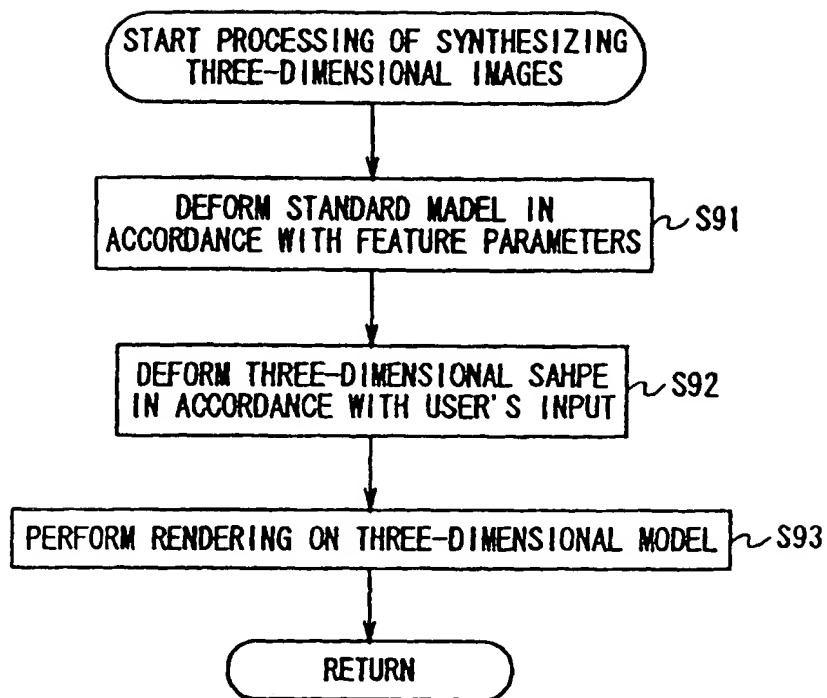 START PROCESSING OF SYNTHESIZING
THREE-DIMENSIONAL IMAGES
DEFORM STANDARD MADEL IN
ACCORDANCE WITH FEATURE PARAMETERS
S91
DEFORM THREE-DIMENSIONAL SAHPE
IN ACCORDANCE WITH USER'S INPUT
S92
PERFORM RENDERING ON THREE-DIMENSIONAL MODEL
S93
RETURN